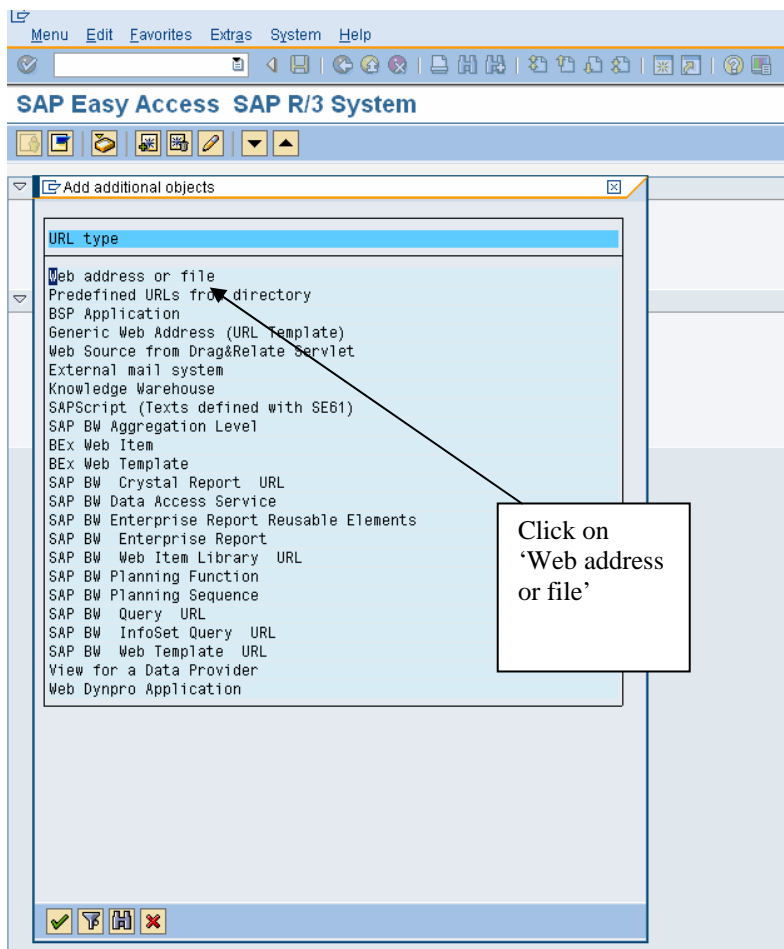 Menu Edit Favorites Extras System Help
SAP Easy Access SAP R/3 System
Add additional objects
URL type
Web address or file
Predefined URLs from directory
BSP Application
Generic Web Address (URL Template)
Web Source from Drag&Relate Servlet
External mail system
Knowledge Warehouse
SAPScript (Texts defined with SE61)
SAP BW Aggregation Level
BEx Web Item
BEx Web Template
SAP BW  Crystal Report  URL
SAP BW Data Access Service
SAP BW Enterprise Report Reusable Elements
SAP BW  Enterprise Report
SAP BW  Web Item Library  URL
SAP BW Planning Function
SAP BW Planning Sequence
SAP BW  Query  URL
SAP BW  InfoSet Query  URL
SAP BW  Web Template  URL
View for a Data Provider
Web Dynpro Application
Click on
‘Web address
or file’